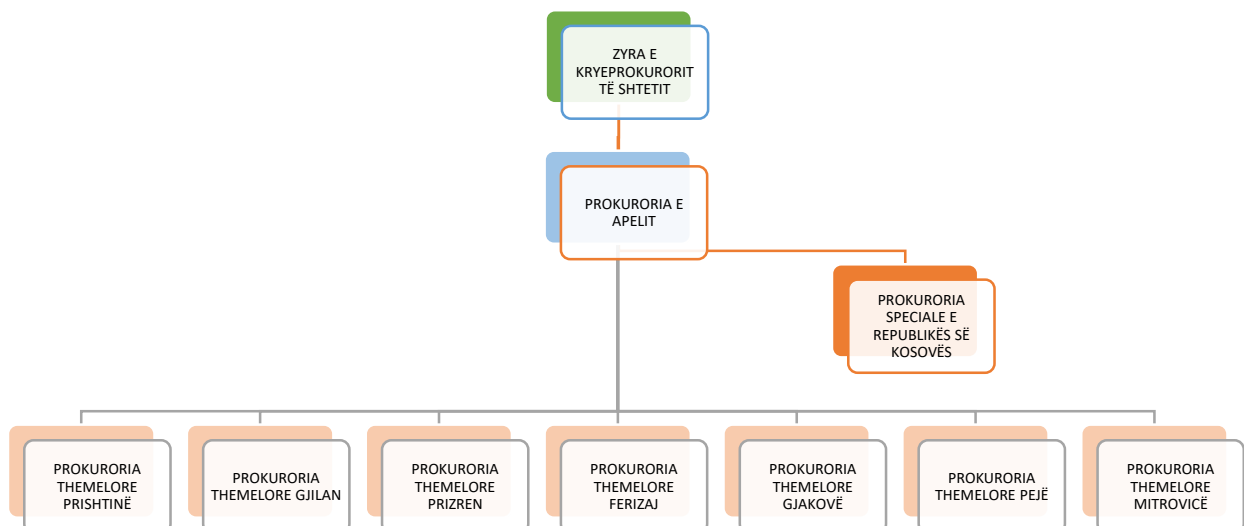 ZYRA E
KRYEPROKURORIT
TË SHTETIT
PROKURORIA E
APELIT
PROKURORIA
SPECIALE E
REPUBLIKËS SË
KOSOVËS
PROKURORIA
THEMELORE
PRISHTINË
PROKURORIA
THEMELORE GJILAN
PROKURORIA
THEMELORE
PRIZREN
PROKURORIA
THEMELORE
FERIZAJ
PROKURORIA
THEMELORE
GJAKOVË
PROKURORIA
THEMELORE PEJË
PROKURORIA
THEMELORE
MITROVICË